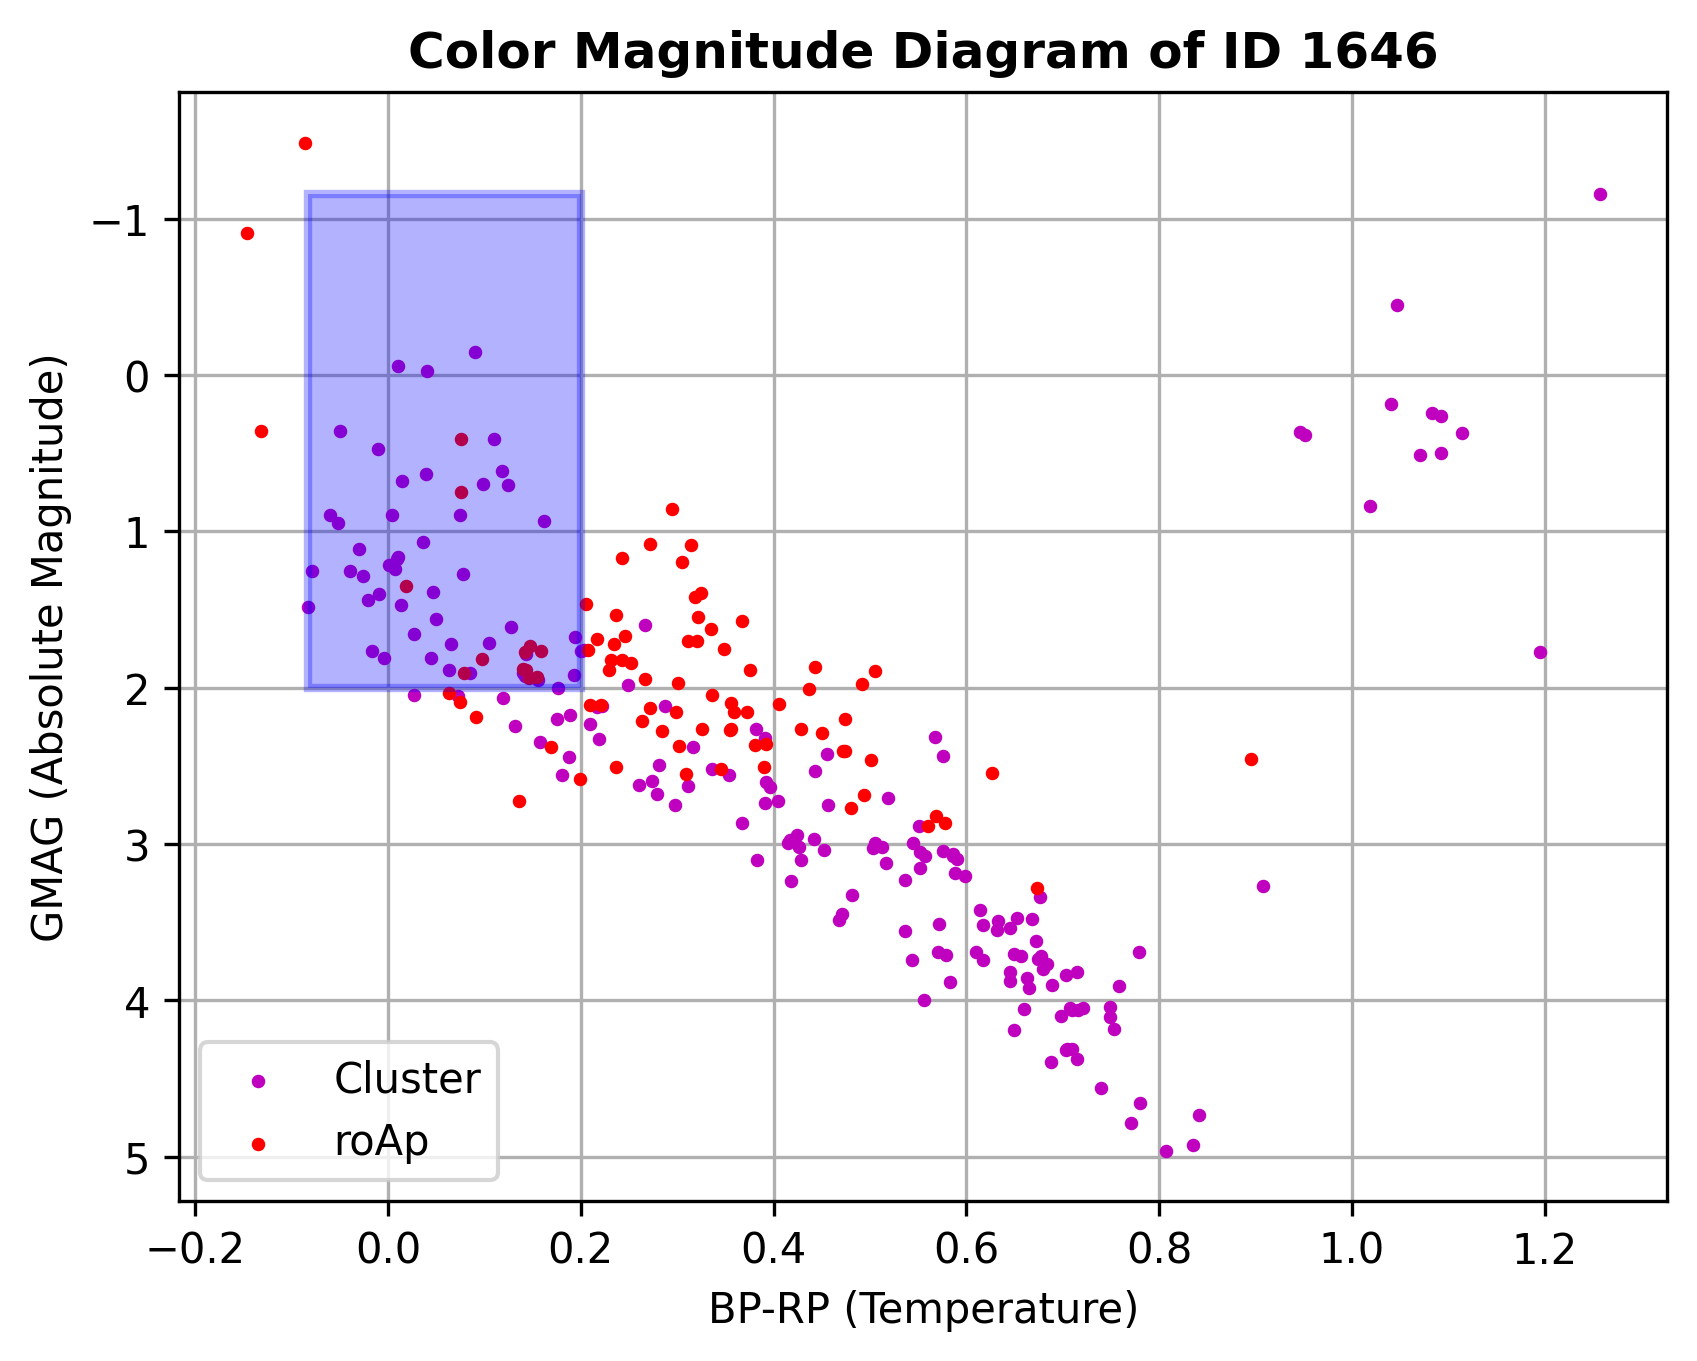 Color Magnitude Diagram of ID 1646
GMAG (Absolute Magnitude)
−1
0
1
2
3
4
5
Cluster
roAp
−0.2 0.0 0.2 0.4 0.6 0.8 1.0 1.2
BP-RP (Temperature)